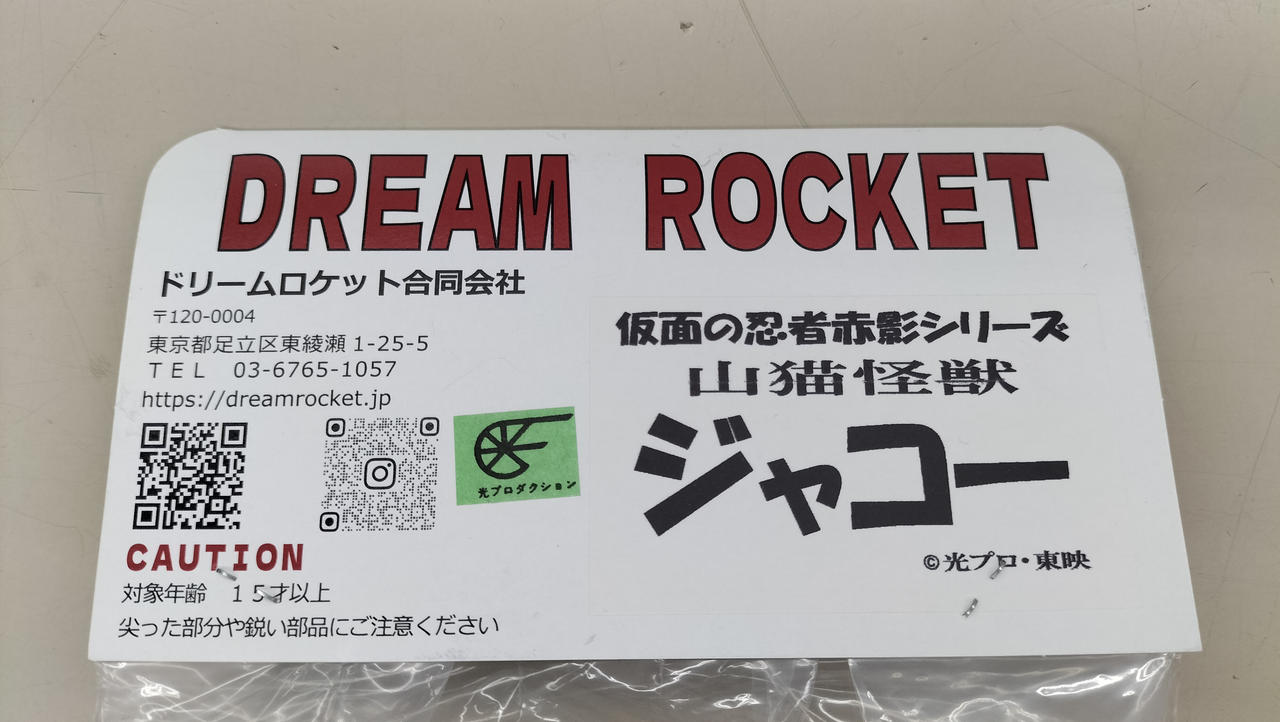 DREAM ROCKET
ドリームロケット合同会社
〒120-0004
東京都足立区東綾瀬1-25-5
TEL 03-6765-1057
https://dreamrocket.jp
光プロダクション
CAUTION
対象年齢 15才以上
尖った部分や鋭い部品にご注意ください
仮面の忍者赤影シリーズ
山猫怪獣
ジャコー
©光プロ・東映